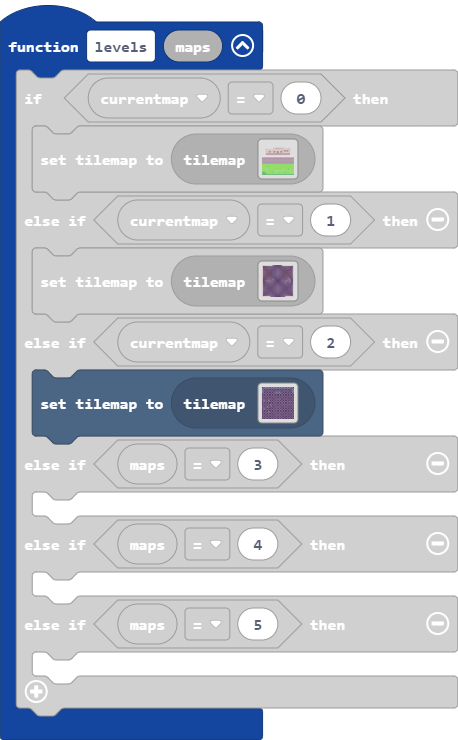 function levels maps
if currentmap = 0 then
set tilemap to tilemap
else if currentmap = 1 then
set tilemap to tilemap
else if currentmap = 2 then
set tilemap to tilemap
else if maps = 3 then
else if maps = 4 then
else if maps = 5 then